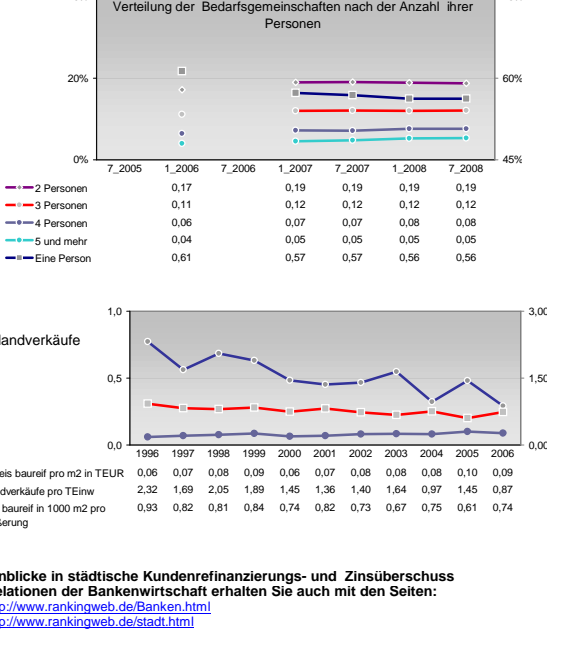 Verteilung der Bedarfsgemeinschaften nach der Anzahl ihrer
Personen
20% 60%
0% 45%
7_2005 1_2006 7_2006 1_2007 7_2007 1_2008 7_2008
2 Personen 0,17 0,19 0,19 0,19 0,19
3 Personen 0,11 0,12 0,12 0,12 0,12
4 Personen 0,06 0,07 0,07 0,08 0,08
5 und mehr 0,04 0,05 0,05 0,05 0,05
Eine Person 0,61 0,57 0,57 0,56 0,56
1,0 3,00
landverkäufe
0,5 1,50
0,0 0,00
1996 1997 1998 1999 2000 2001 2002 2003 2004 2005 2006
eis baureif pro m2 in TEUR 0,06 0,07 0,08 0,09 0,06 0,07 0,08 0,08 0,08 0,10 0,09
dverkäufe pro TEinw 2,32 1,69 2,05 1,89 1,45 1,36 1,40 1,64 0,97 1,45 0,87
baureif in 1000 m2 pro 0,93 0,82 0,81 0,84 0,74 0,82 0,73 0,67 0,75 0,61 0,74
ßerung
nblicke in städtische Kundenrefinanzierungs- und Zinsüberschuss
elationen der Bankenwirtschaft erhalten Sie auch mit den Seiten:
p://www.rankingweb.de/Banken.html
p://www.rankingweb.de/stadt.html